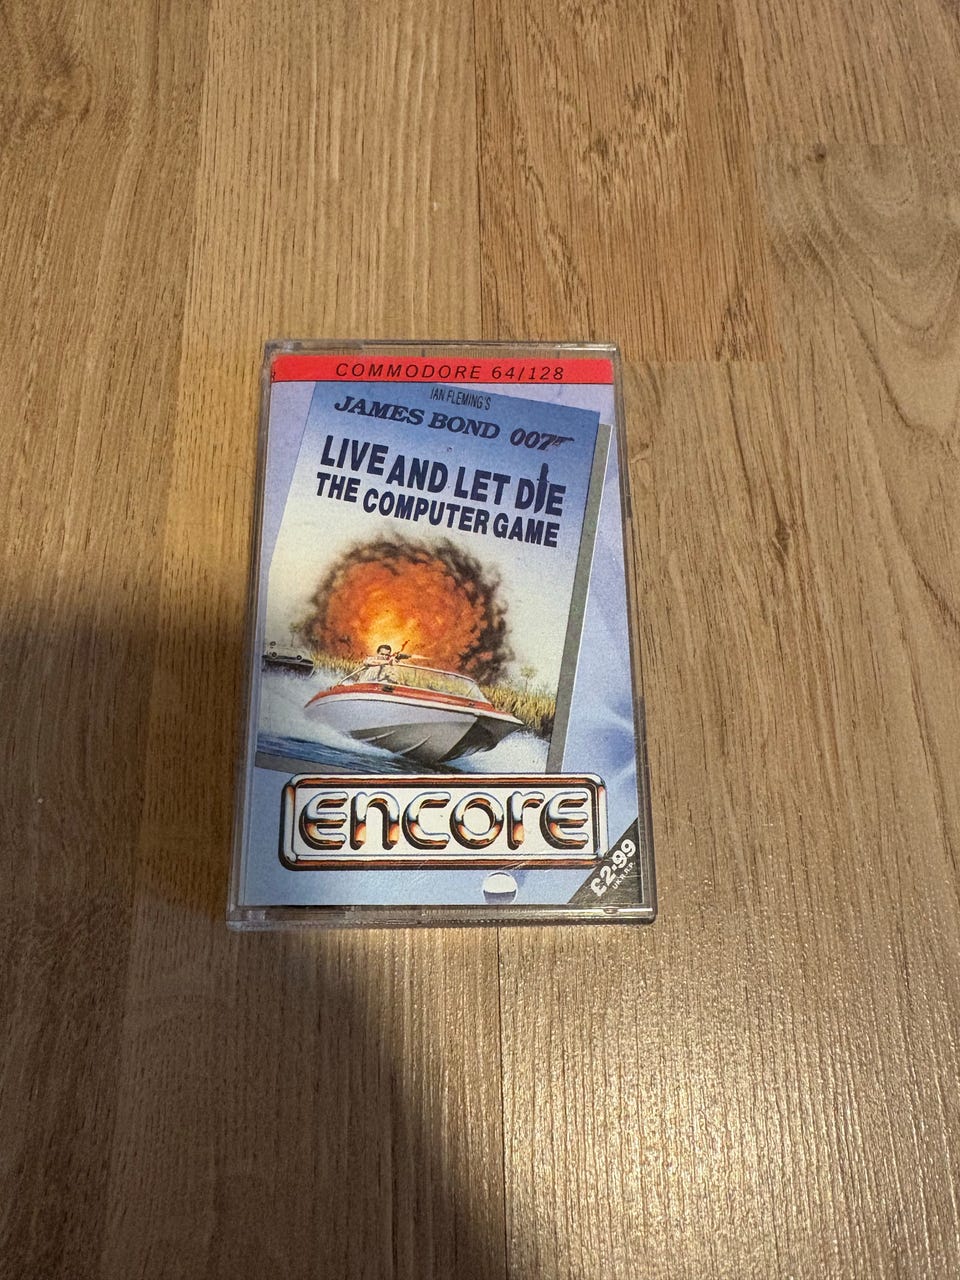 COMMODORE 64/128
IAN FLEMING'S
JAMES BOND 007
LIVE AND LET DIE
THE COMPUTER GAME
encore
£2.99
U.K. R.R.P.